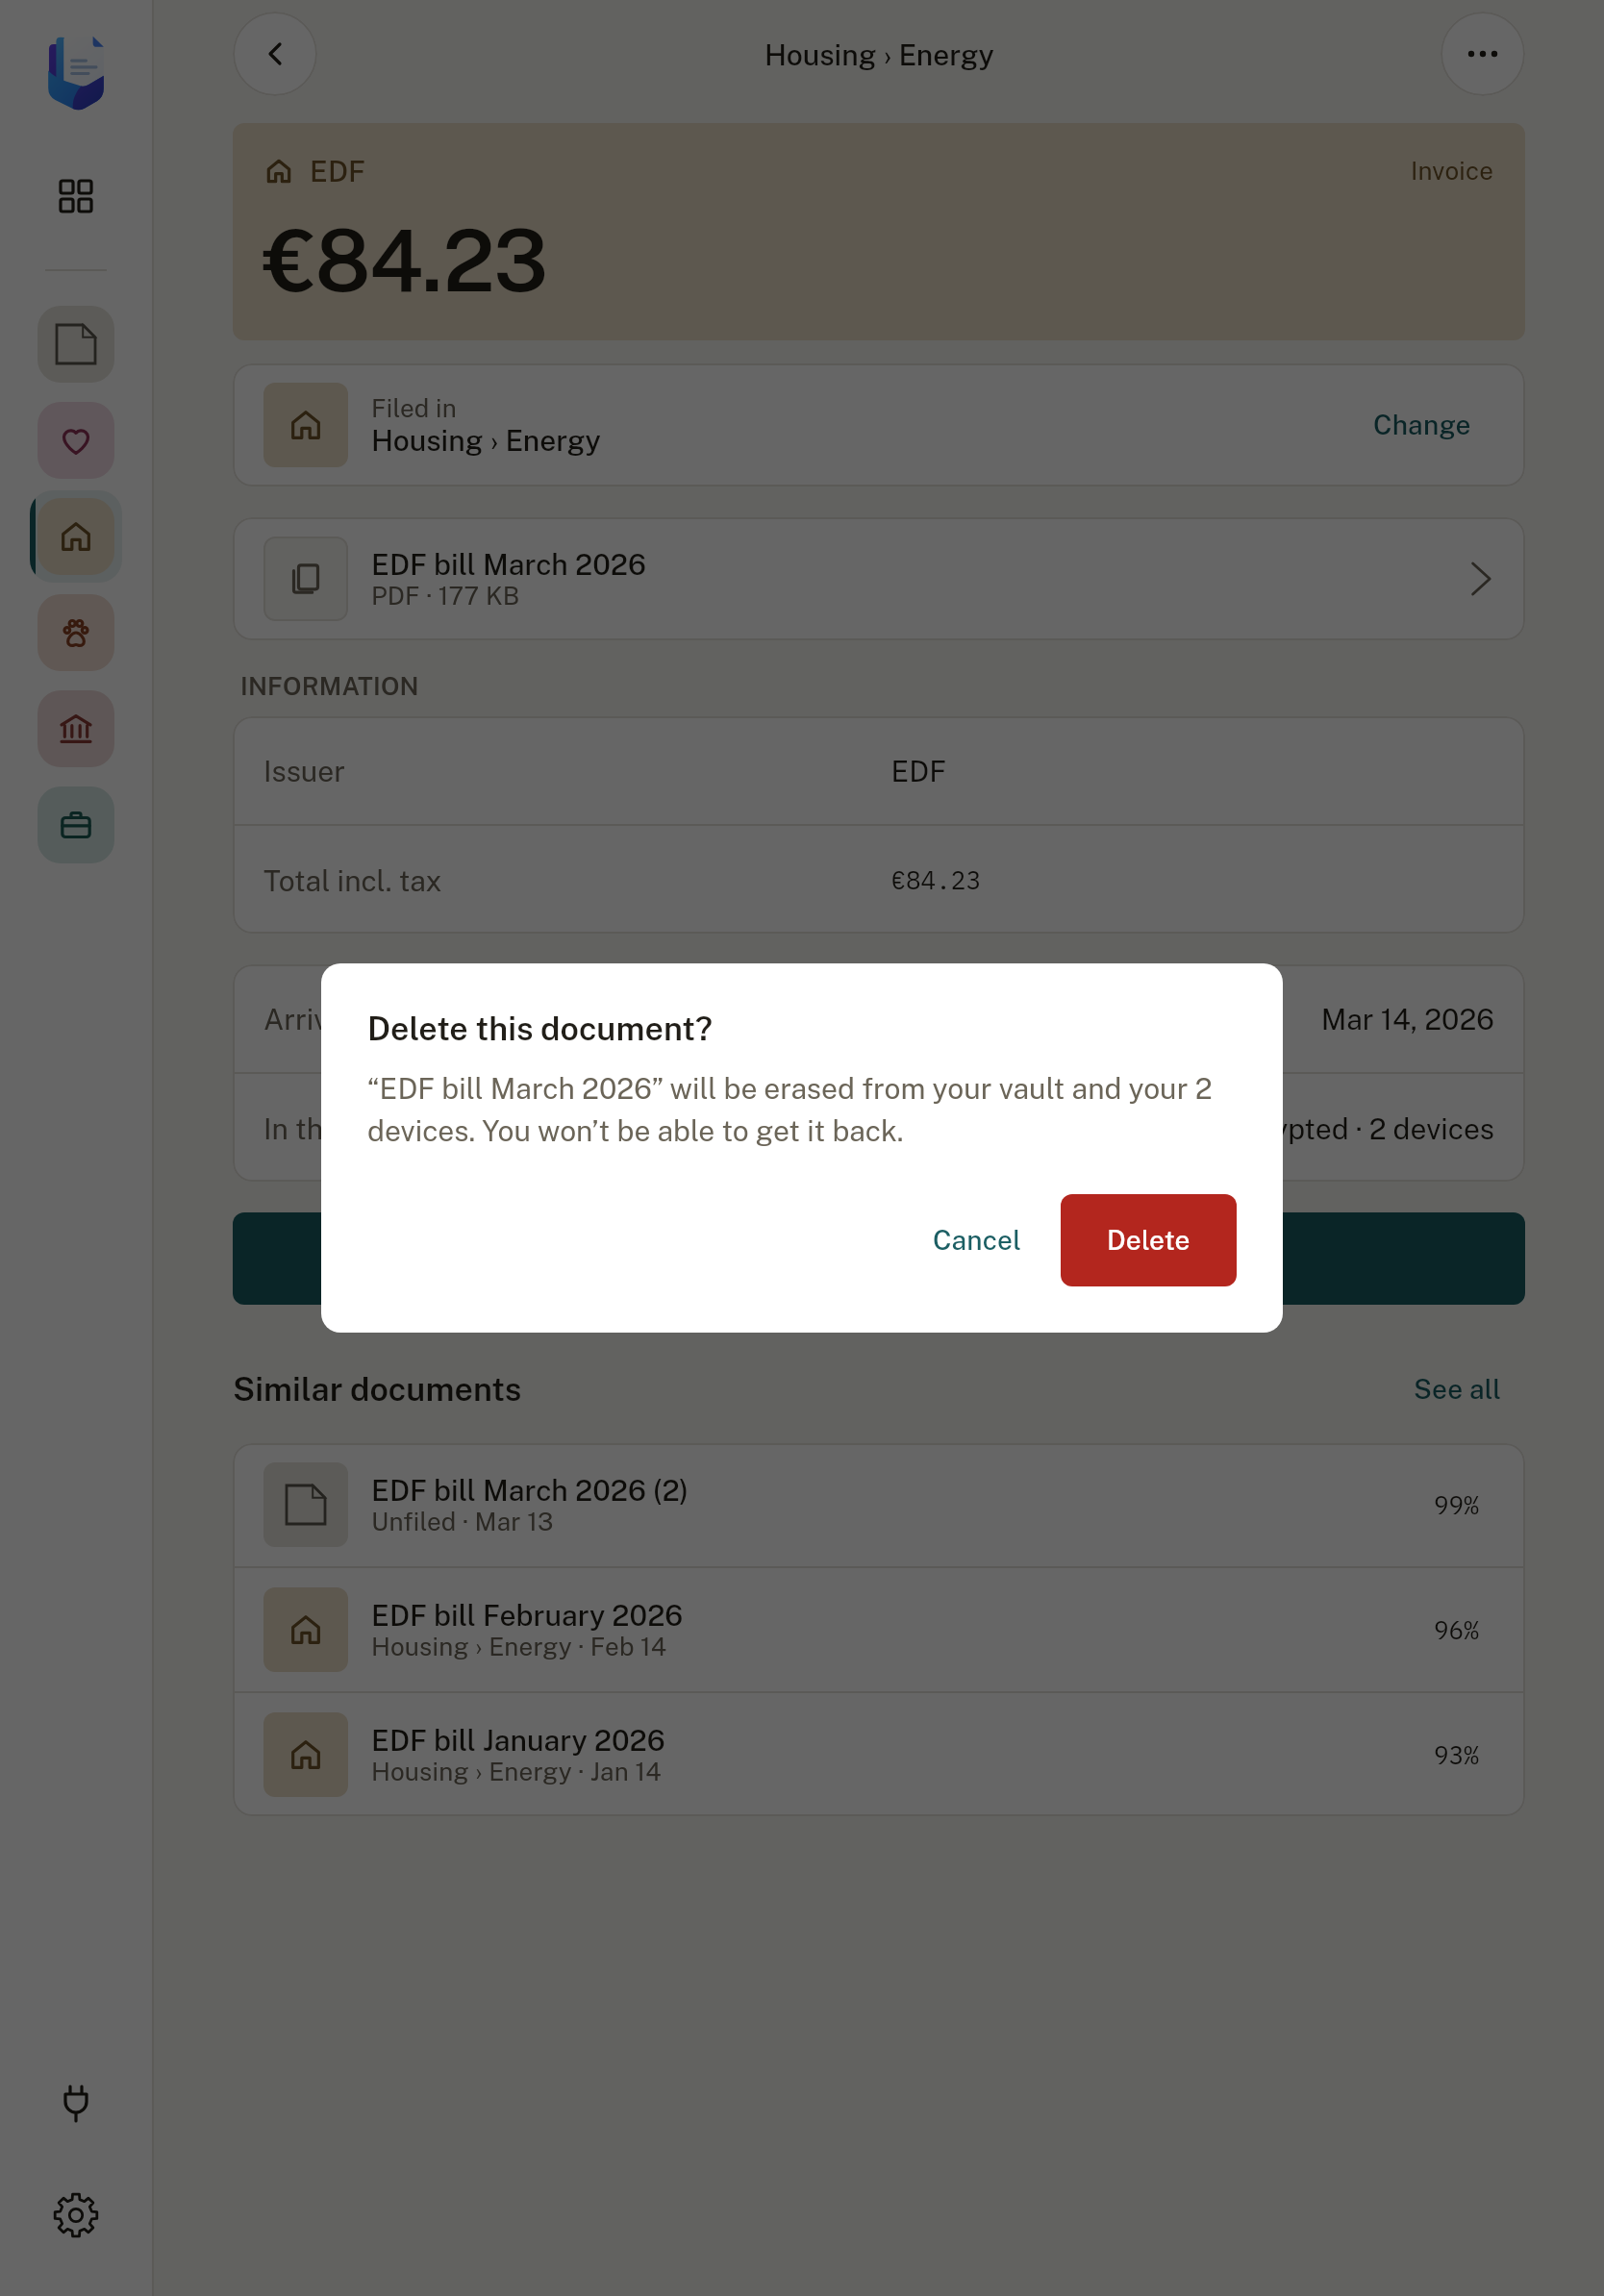 Housing › Energy
EDF
Invoice
€84.23
Filed in
Housing › Energy
Change
EDF bill March 2026
PDF · 177 KB
INFORMATION
Issuer
EDF
Total incl. tax
€84.23
Mar 14, 2026
In
2 devices
Delete this document?
“EDF bill March 2026” will be erased from your vault and your 2
devices. You won’t be able to get it back.
Cancel
Delete
Similar documents
See all
EDF bill March 2026 (2)
Unfiled · Mar 13
99%
EDF bill February 2026
Housing › Energy · Feb 14
96%
EDF bill January 2026
Housing › Energy · Jan 14
93%